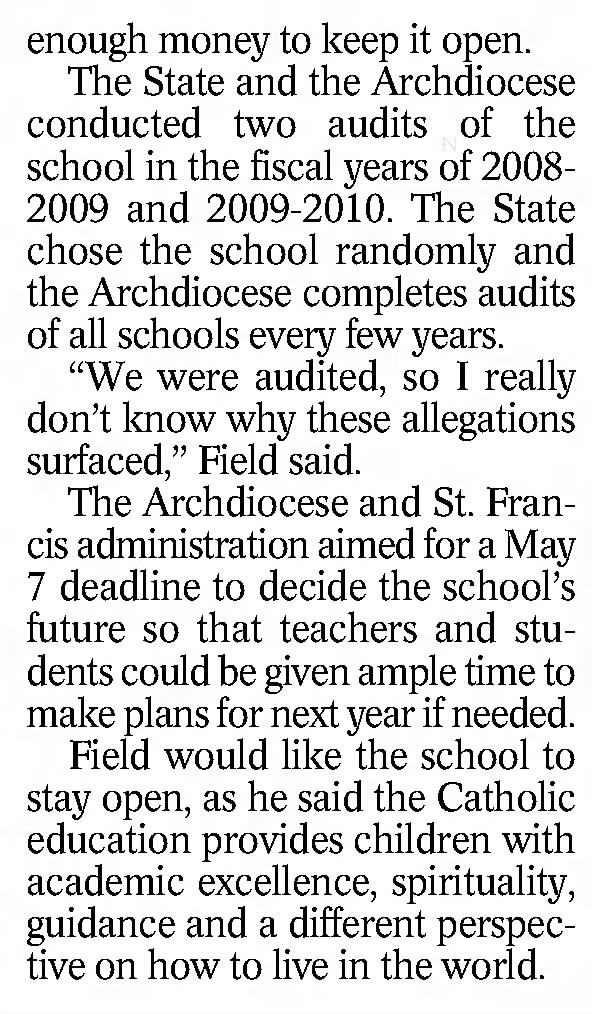 enough money to keep it open.
The State and the Archdiocese
conducted two audits of the
school in the fiscal years of 2008-
2009 and 2009-2010. The State
chose the school randomly and
the Archdiocese completes audits
of all schools every few years.
“We were audited, so I really
don’t know why these allegations
surfaced,” Field said.
The Archdiocese and St. Fran-
cis administration aimed for a May
7 deadline to decide the school’s
future so that teachers and stu-
dents could be given ample time to
make plans for next year if needed.
Field would like the school to
stay open, as he said the Catholic
education provides children with
academic excellence, spirituality,
guidance and a different perspec-
tive on how to live in the world.